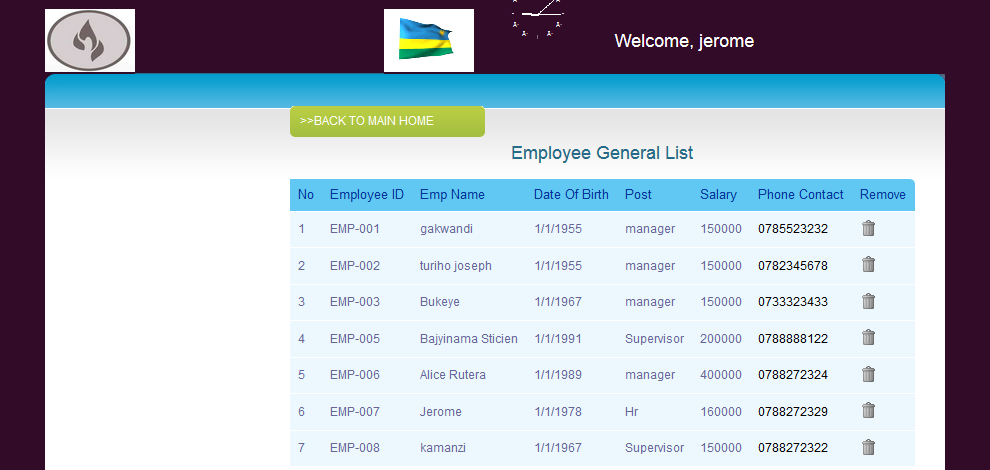 Welcome, jerome
>>BACK TO MAIN HOME
Employee General List
No Employee ID Emp Name Date Of Birth Post Salary Phone Contact Remove
1 EMP-001 gakwandi 1/1/1955 manager 150000 0785523232
2 EMP-002 turiho joseph 1/1/1955 manager 150000 0782345678
3 EMP-003 Bukeye 1/1/1967 manager 150000 0733323433
4 EMP-005 Bajyinama Sticien 1/1/1991 Supervisor 200000 0788888122
5 EMP-006 Alice Rutera 1/1/1989 manager 400000 0788272324
6 EMP-007 Jerome 1/1/1978 Hr 160000 0788272329
7 EMP-008 kamanzi 1/1/1967 Supervisor 150000 0788272322